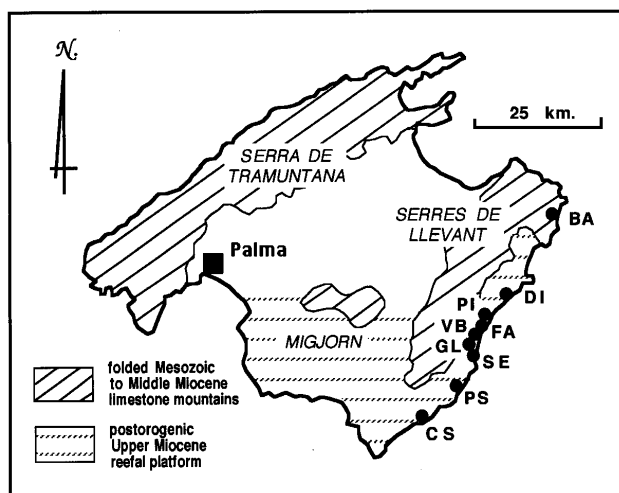 N.
25 km.
SERRA DE
TRAMUNTANA
SERRES DE
LLEVANT
BA
Palma
DI
PI
VB
FA
MIGJORN
GL
SE
PS
CS
folded Mesozoic
to Middle Miocene
limestone mountains
postorogenic
Upper Miocene
reefal platform